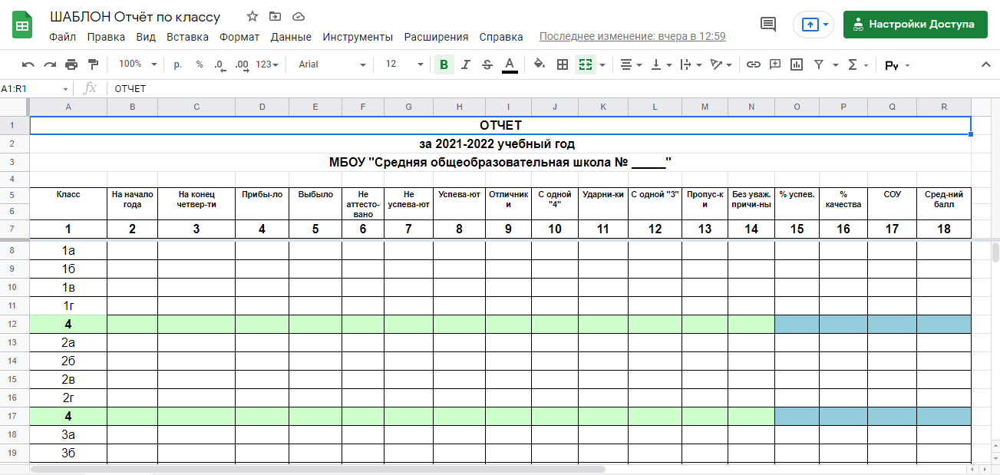 ШАБЛОН Отчёт по классу
Файл Правка Вид Вставка Формат Данные Инструменты Расширения Справка Последнее изменение: вчера в 12:59
Настройки Доступа
100% р. % .0 .00 123 Arial 12 B I S A Σ Ру
A1:R1 fx ОТЧЕТ
A B C D E F G H I J K L M N O P Q R
1 ОТЧЕТ
2 за 2021-2022 учебный год
3 МБОУ "Средняя общеобразовательная школа № _____"
4
5 Класс На начало На конец Прибы-ло Выбыло Не Не Успева-ют Отличник С одной Ударни-ки С одной "3" Пропус-к Без уваж. % успев. % СОУ Сред-ний
6 года четвер-ти аттесто- успева-ют и "4" и причи-ны качества балл
вано
7 1 2 3 4 5 6 7 8 9 10 11 12 13 14 15 16 17 18
8 1а
9 1б
10 1в
11 1г
12 4
13 2а
14 2б
15 2в
16 2г
17 4
18 3а
19 3б